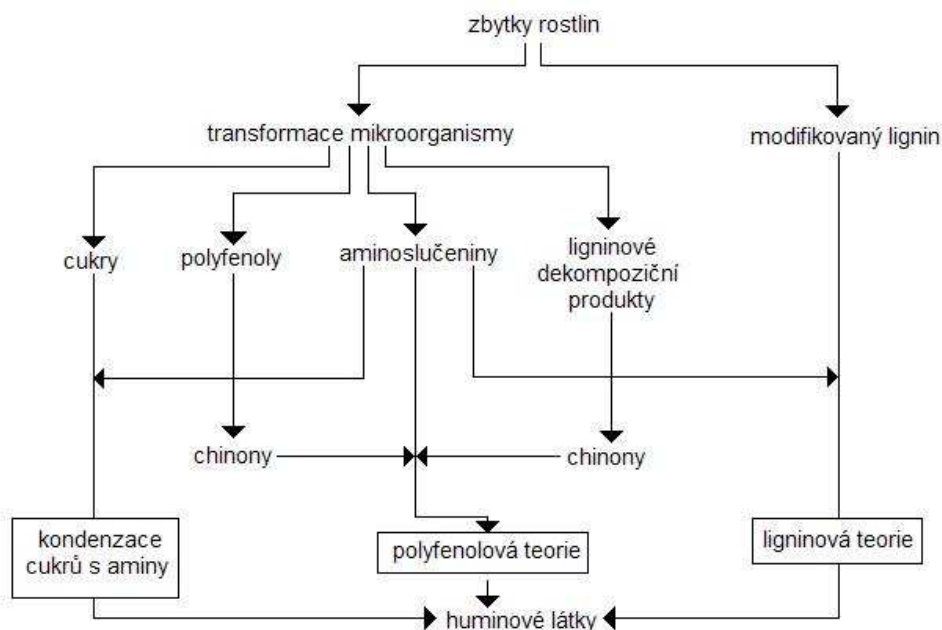 zbytky rostlin
transformace mikroorganismy
modifikovaný lignin
cukry
polyfenoly
aminoslučeniny
ligninové
dekompoziční
produkty
chinony
chinony
kondenzace
cukrů s aminy
polyfenolová teorie
ligninová teorie
huminové látky